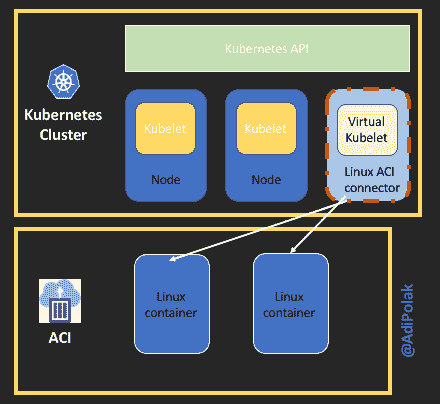 Kubernetes API
Kubernetes
Cluster
Kubelet
Kubelet
Virtual
Kubelet
Node
Node
Linux ACI
connector
ACI
Linux
container
Linux
container
@AdiPolak